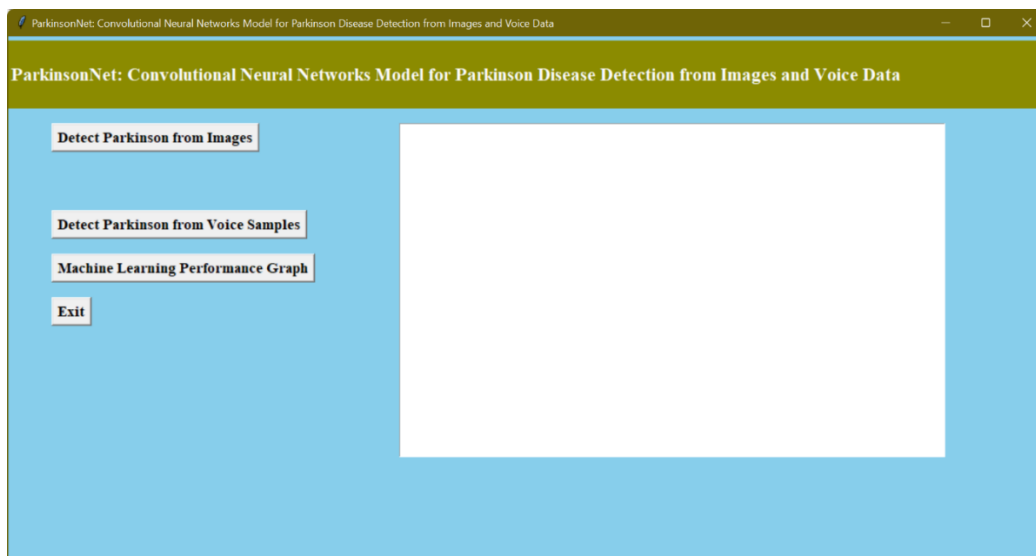 ParkinsonNet: Convolutional Neural Networks Model for Parkinson Disease Detection from Images and Voice Data
ParkinsonNet: Convolutional Neural Networks Model for Parkinson Disease Detection from Images and Voice Data
Detect Parkinson from Images
Detect Parkinson from Voice Samples
Machine Learning Performance Graph
Exit